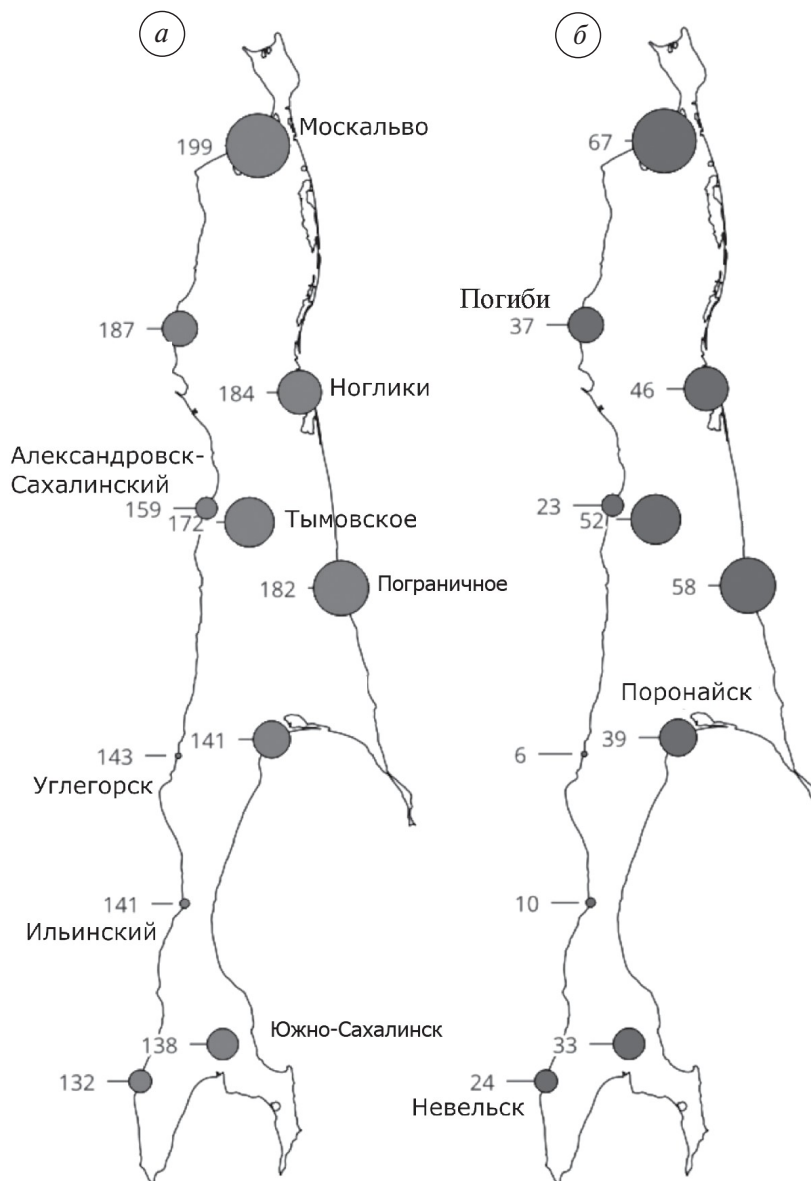 а
Москальво
199
187
184
Ноглики
Александровск-
Сахалинский
159
172
Тымовское
182
Пограничное
141
143
Углегорск
141
Ильинский
Южно-Сахалинск
138
132
б
67
Погиби
37
46
23
52
58
Поронайск
39
6
10
33
24
Невельск